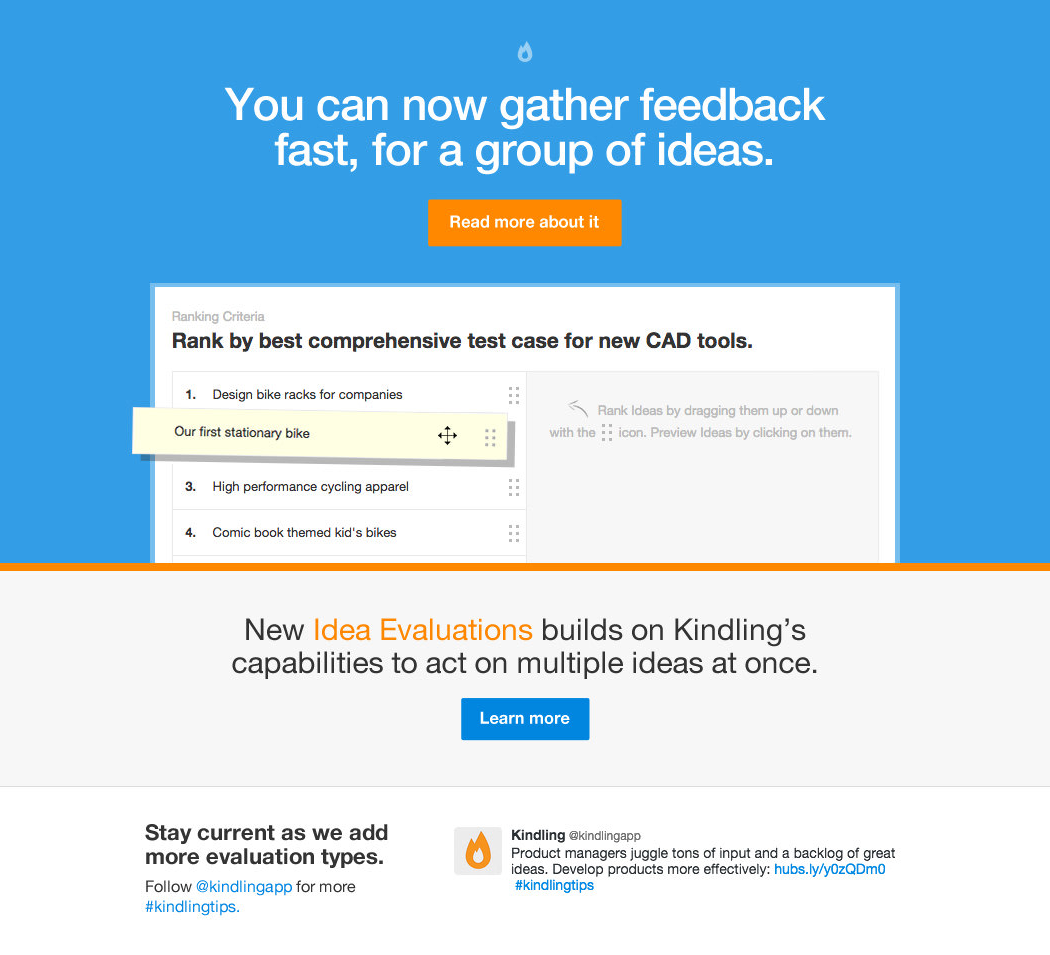 You can now gather feedback
fast, for a group of ideas.
Read more about it
Ranking Criteria
Rank by best comprehensive test case for new CAD tools.
1. Design bike racks for companies
Our first stationary bike
3. High performance cycling apparel
4. Comic book themed kid's bikes
Rank Ideas by dragging them up or down
with the icon. Preview Ideas by clicking on them.
New Idea Evaluations builds on Kindling’s
capabilities to act on multiple ideas at once.
Learn more
Stay current as we add
more evaluation types.
Follow @kindlingapp for more
#kindlingtips.
Kindling @kindlingapp
Product managers juggle tons of input and a backlog of great
ideas. Develop products more effectively: hubs.ly/y0zQDm0
#kindlingtips